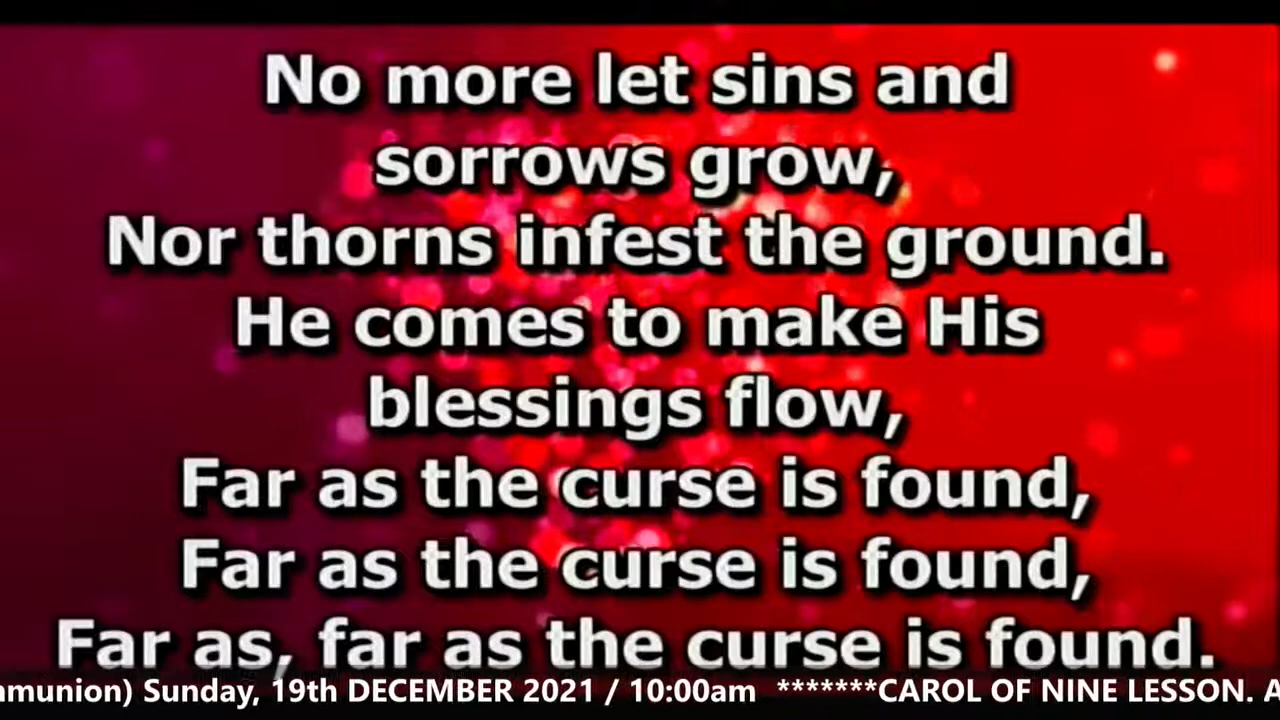 No more let sins and
sorrows grow,
Nor thorns infest the ground.
He comes to make His
blessings flow,
Far as the curse is found,
Far as the curse is found,
Far as, far as the curse is found.
Sunday, 19th DECEMBER 2021 / 10:00am *******CAROL OF NINE LESSON.